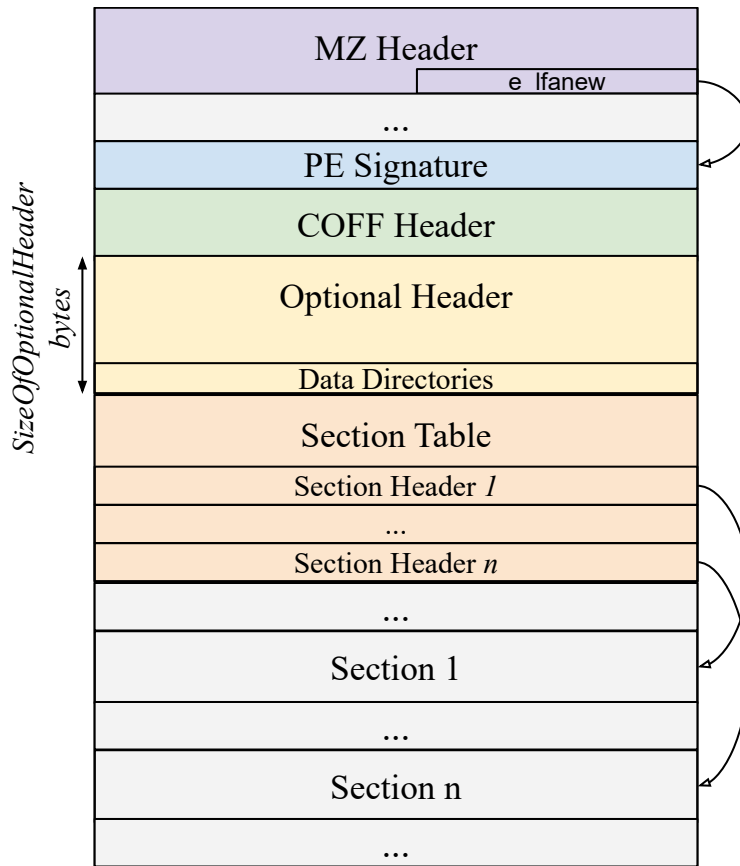 MZ Header
e_lfanew
...
PE Signature
COFF Header
SizeOfOptionalHeader
bytes
Optional Header
Data Directories
Section Table
Section Header 1
...
Section Header n
...
Section 1
...
Section n
...